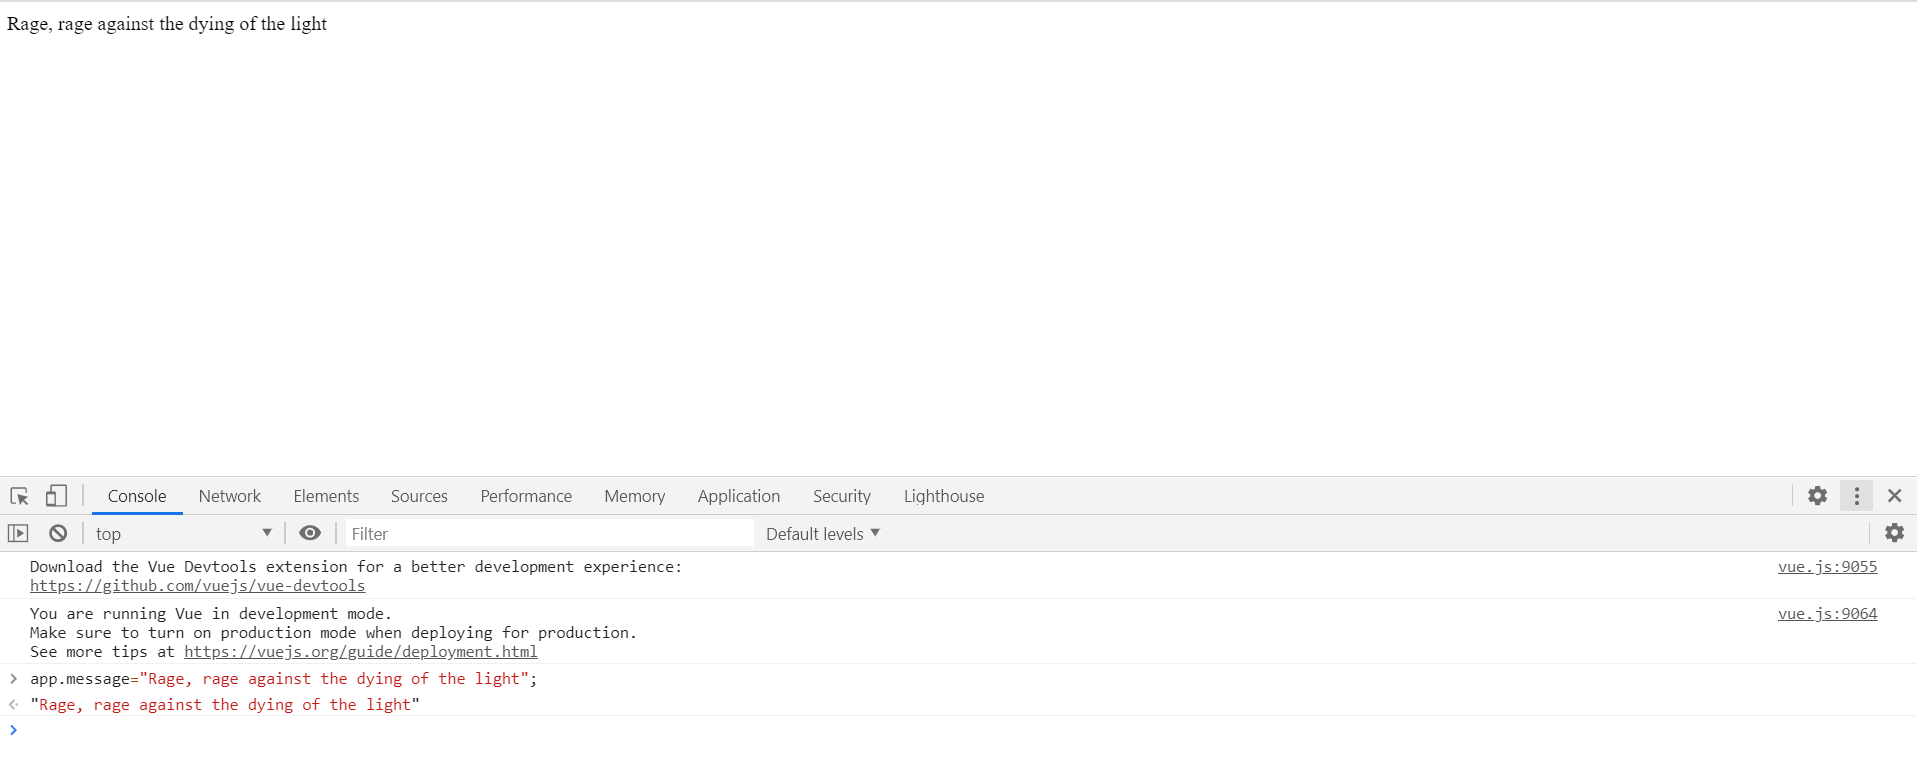 Rage, rage against the dying of the light
Console Network Elements Sources Performance Memory Application Security Lighthouse
top Filter Default levels
Download the Vue Devtools extension for a better development experience: vue.js:9055
https://github.com/vuejs/vue-devtools
You are running Vue in development mode. vue.js:9064
Make sure to turn on production mode when deploying for production.
See more tips at https://vuejs.org/guide/deployment.html
app.message="Rage, rage against the dying of the light";
"Rage, rage against the dying of the light"